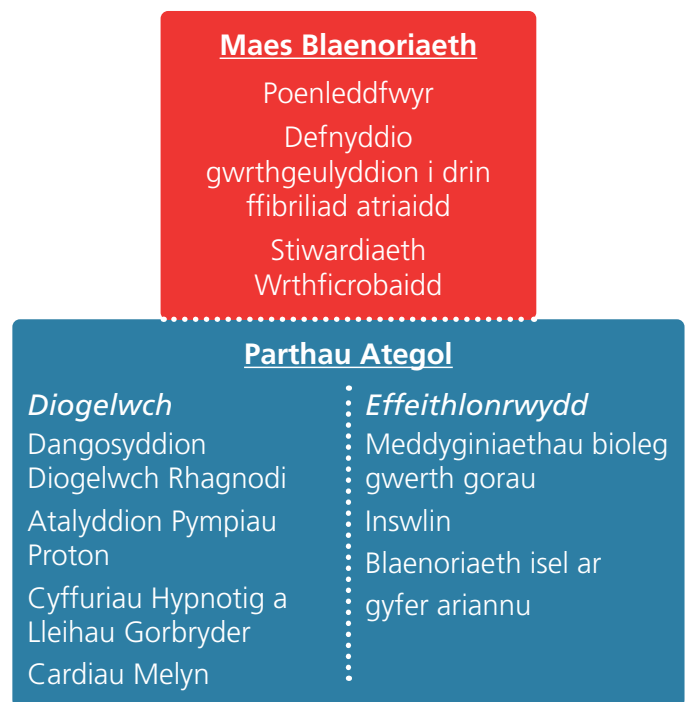 Maes Blaenoriaeth
Poenleddfwyr
Defnyddio
gwrthgeulyddion i drin
ffibriliad atriaidd
Stiwardiaeth
Wrthficrobaidd
Parthau Ategol
Diogelwch
Dangosyddion
Diogelwch Rhagnodi
Atalyddion Pympiau
Proton
Cyffuriau Hypnotig a
Lleihau Gorbryder
Cardiau Melyn
Effeithlonrwydd
Meddyginiaethau bioleg
gwerth gorau
Inswlin
Blaenoriaeth isel ar
gyfer ariannu